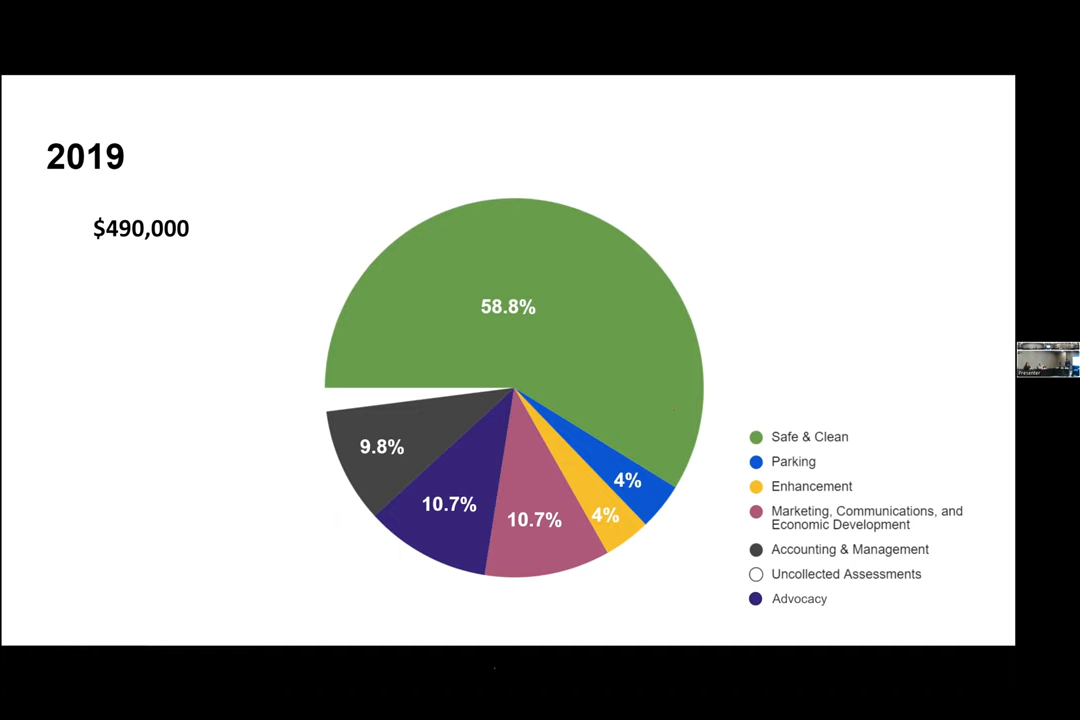 2019
$490,000
58.8%
4%
4%
10.7%
10.7%
9.8%
Safe & Clean
Parking
Enhancement
Marketing, Communications, and
Economic Development
Accounting & Management
Uncollected Assessments
Advocacy
Presenter